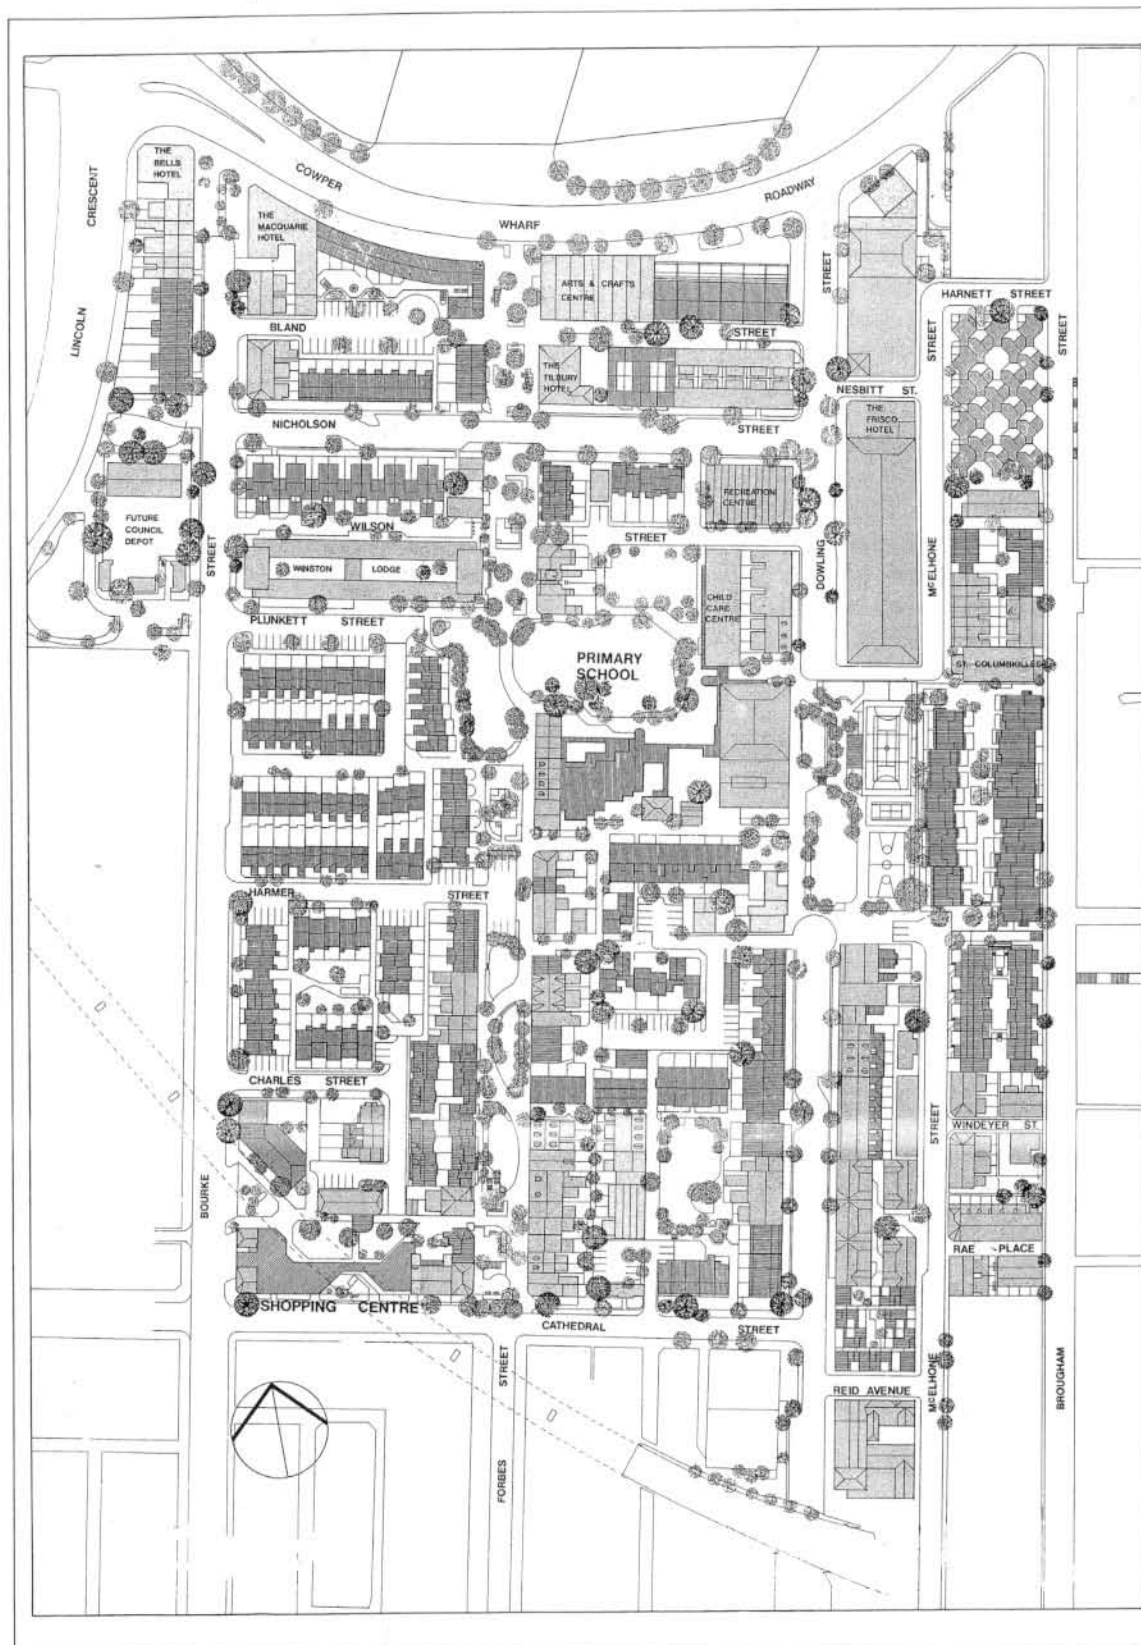 THE
BELLS
HOTEL
CRESCENT
LINCOLN
COWPER
WHARF
ROADWAY
THE
MACQUARIE
HOTEL
ARTS & CRAFTS
CENTRE
STREET
HARNETT STREET
STREET
STREET
BLAND
STREET
THE
TILBURY
HOTEL
NESBITT ST.
THE
FRISCO
HOTEL
NICHOLSON
STREET
RECREATION
CENTRE
WILSON
STREET
FUTURE
COUNCIL
DEPOT
STREET
WINSTON LODGE
DOWLING
McELHONE
CHILD
CARE
CENTRE
PLUNKETT STREET
PRIMARY
SCHOOL
ST. COLUMBKILLES
HARMER STREET
CHARLES STREET
STREET
WINDEYER ST.
BOURKE
RAE PLACE
SHOPPING CENTRE
CATHEDRAL STREET
STREET
REID AVENUE
McELHONE
BROUGHAM
FORBES